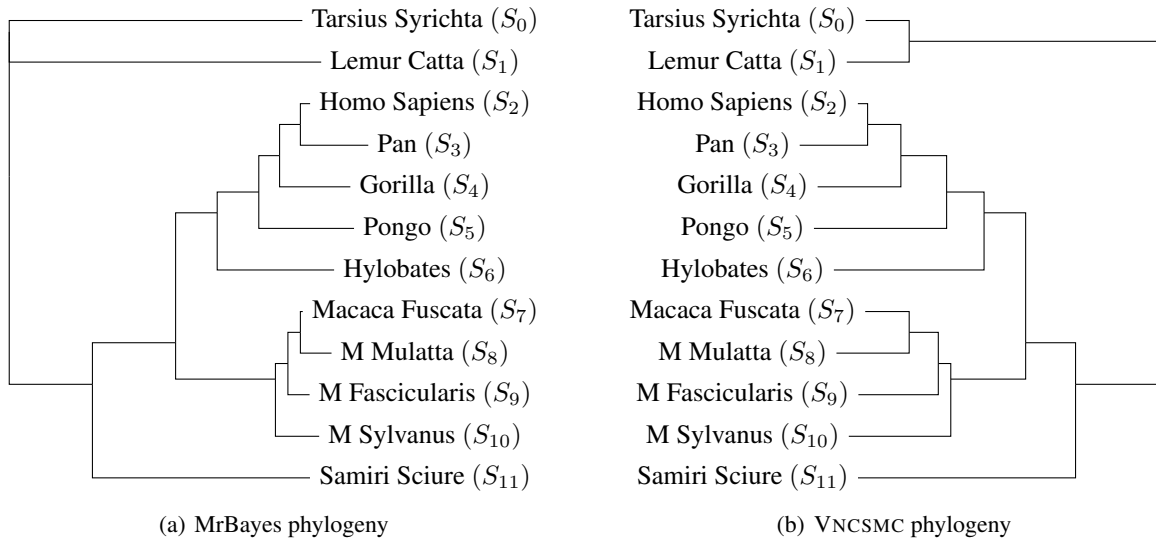 Tarsius Syrichta (S₀)
Lemur Catta (S₁)
Homo Sapiens (S₂)
Pan (S₃)
Gorilla (S₄)
Pongo (S₅)
Hylobates (S₆)
Macaca Fuscata (S₇)
M Mulatta (S₈)
M Fascicularis (S₉)
M Sylvanus (S₁₀)
Samiri Sciure (S₁₁)
(a) MrBayes phylogeny
Tarsius Syrichta (S₀)
Lemur Catta (S₁)
Homo Sapiens (S₂)
Pan (S₃)
Gorilla (S₄)
Pongo (S₅)
Hylobates (S₆)
Macaca Fuscata (S₇)
M Mulatta (S₈)
M Fascicularis (S₉)
M Sylvanus (S₁₀)
Samiri Sciure (S₁₁)
(b) VNCSMC phylogeny